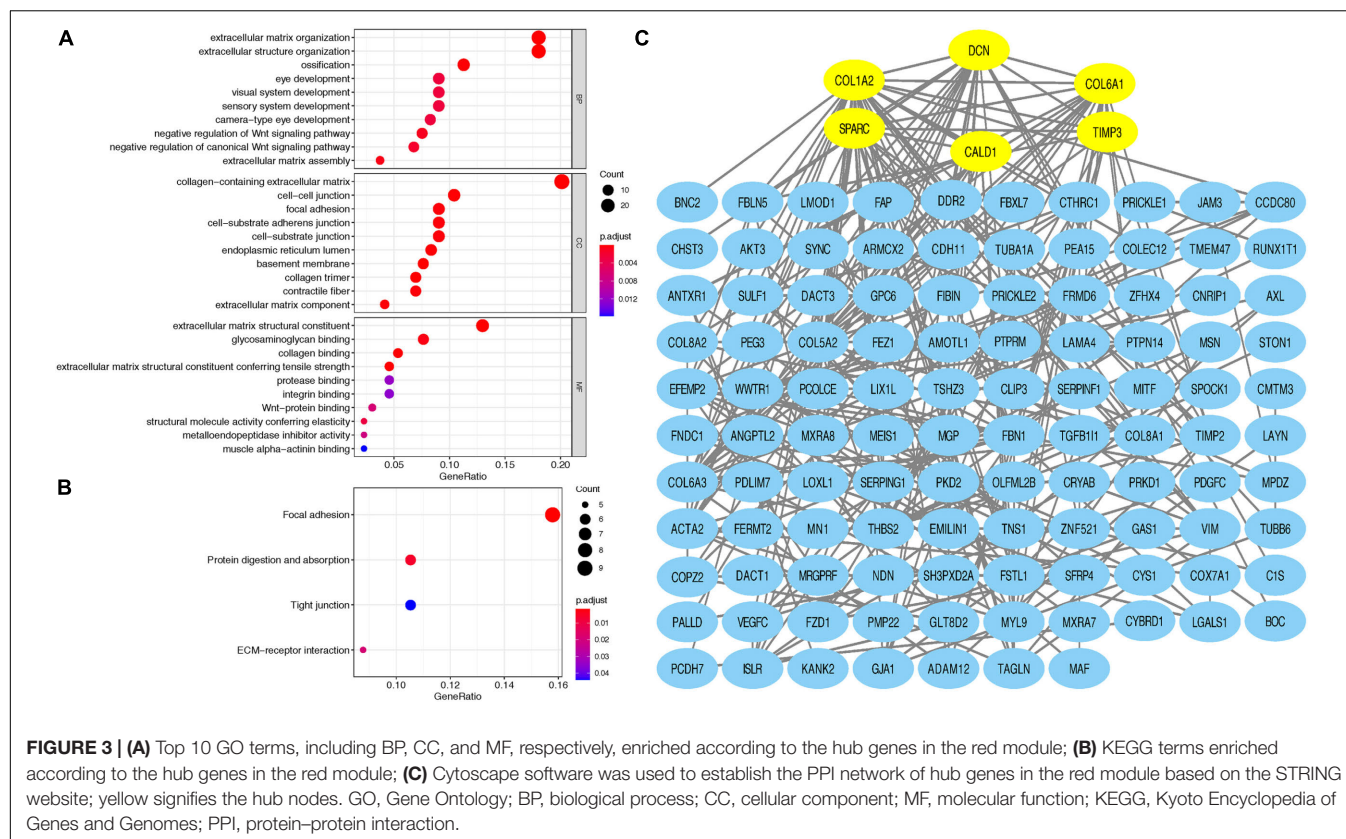 A
extracellular matrix organization
extracellular structure organization
ossification
eye development
visual system development
sensory system development
camera−type eye development
negative regulation of Wnt signaling pathway
negative regulation of canonical Wnt signaling pathway
extracellular matrix assembly
BP
collagen−containing extracellular matrix
cell−cell junction
focal adhesion
cell−substrate adherens junction
cell−substrate junction
endoplasmic reticulum lumen
basement membrane
collagen trimer
contractile fiber
extracellular matrix component
CC
extracellular matrix structural constituent
glycosaminoglycan binding
collagen binding
extracellular matrix structural constituent conferring tensile strength
protease binding
integrin binding
Wnt−protein binding
structural molecule activity conferring elasticity
metalloendopeptidase inhibitor activity
muscle alpha−actinin binding
MF
0.05 0.10 0.15 0.20
GeneRatio
Count
10
20
p.adjust
0.004
0.008
0.012
B
Focal adhesion
Protein digestion and absorption
Tight junction
ECM−receptor interaction
0.10 0.12 0.14 0.16
GeneRatio
Count
5
6
7
8
9
p.adjust
0.01
0.02
0.03
0.04
C
DCN
COL1A2 COL6A1
SPARC TIMP3
CALD1
BNC2 FBLN5 LMOD1 FAP DDR2 FBXL7 CTHRC1 PRICKLE1 JAM3 CCDC80
CHST3 AKT3 SYNC ARMCX2 CDH11 TUBA1A PEA15 COLEC12 TMEM47 RUNX1T1
ANTXR1 SULF1 DACT3 GPC6 FIBIN PRICKLE2 FRMD6 ZFHX4 CNRIP1 AXL
COL8A2 PEG3 COL5A2 FEZ1 AMOTL1 PTPRM LAMA4 PTPN14 MSN STON1
EFEMP2 WWTR1 PCOLCE LIX1L TSHZ3 CLIP3 SERPINF1 MITF SPOCK1 CMTM3
FNDC1 ANGPTL2 MXRA8 MEIS1 MGP FBN1 TGFB1I1 COL8A1 TIMP2 LAYN
COL6A3 PDLIM7 LOXL1 SERPING1 PKD2 OLFML2B CRYAB PRKD1 PDGFC MPDZ
ACTA2 FERMT2 MN1 THBS2 EMILIN1 TNS1 ZNF521 GAS1 VIM TUBB6
COPZ2 DACT1 MRGPRF NDN SH3PXD2A FSTL1 SFRP4 CYS1 COX7A1 C1S
PALLD VEGFC FZD1 PMP22 GLT8D2 MYL9 MXRA7 CYBRD1 LGALS1 BOC
PCDH7 ISLR KANK2 GJA1 ADAM12 TAGLN MAF
FIGURE 3 | (A) Top 10 GO terms, including BP, CC, and MF, respectively, enriched according to the hub genes in the red module; (B) KEGG terms enriched
according to the hub genes in the red module; (C) Cytoscape software was used to establish the PPI network of hub genes in the red module based on the STRING
website; yellow signifies the hub nodes. GO, Gene Ontology; BP, biological process; CC, cellular component; MF, molecular function; KEGG, Kyoto Encyclopedia of
Genes and Genomes; PPI, protein–protein interaction.